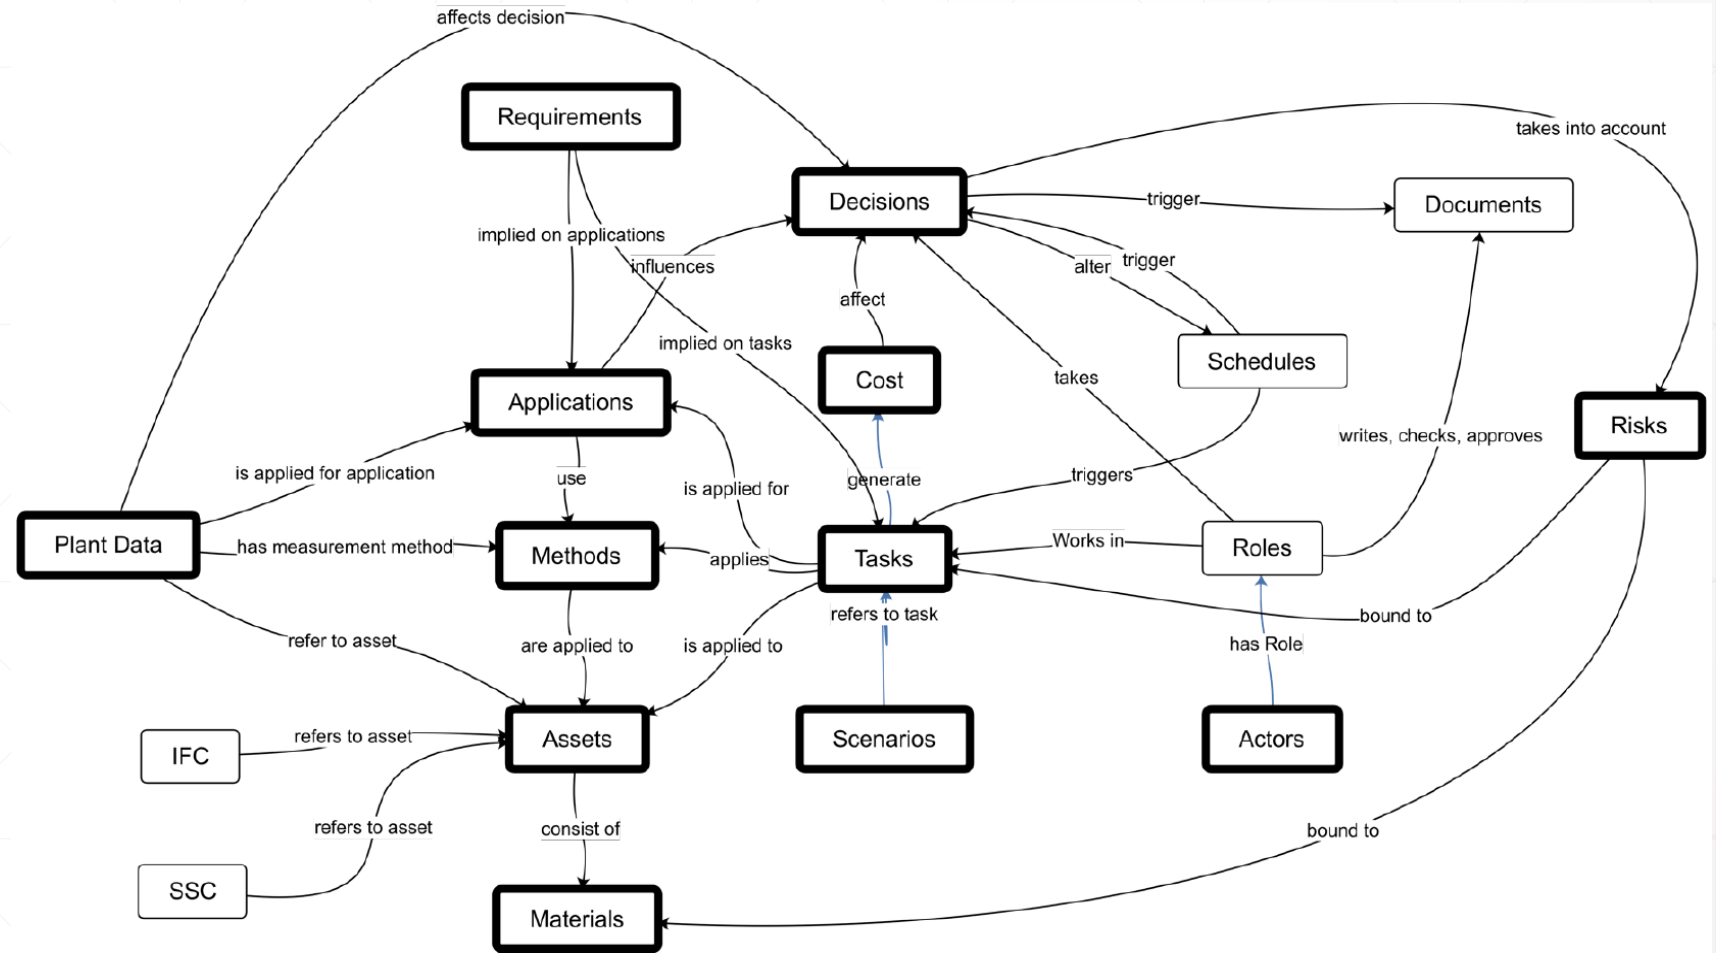 affects decision
Requirements
takes into account
Decisions
trigger
Documents
implied on applications
influences
alter
trigger
affect
implied on tasks
Schedules
takes
Cost
Applications
Risks
writes, checks, approves
is applied for application
use
is applied for
generate
triggers
Plant Data
has measurement method
Methods
applies
Tasks
Works in
Roles
refers to task
bound to
refer to asset
are applied to
is applied to
has Role
IFC
refers to asset
Assets
Scenarios
Actors
refers to asset
consist of
bound to
SSC
Materials